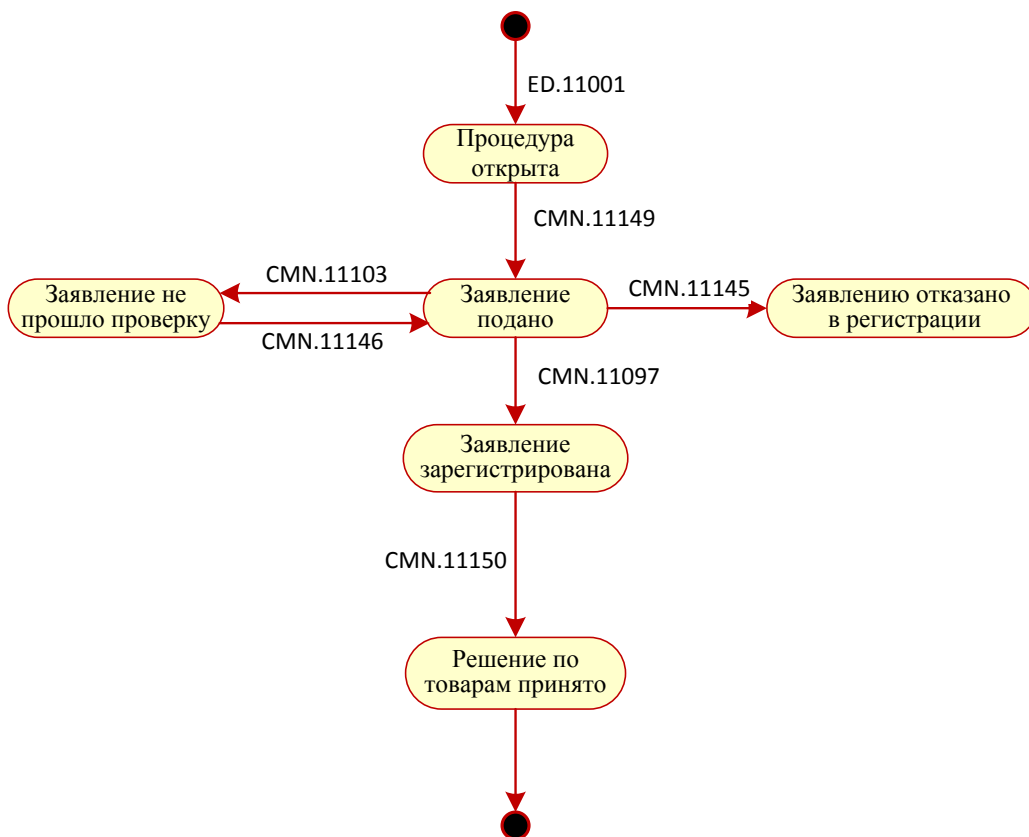 ED.11001
Процедура
открыта
CMN.11149
CMN.11103
Заявление не
прошло проверку
CMN.11146
Заявление
подано
CMN.11145
Заявлению отказано
в регистрации
CMN.11097
Заявление
зарегистрирована
CMN.11150
Решение по
товарам принято